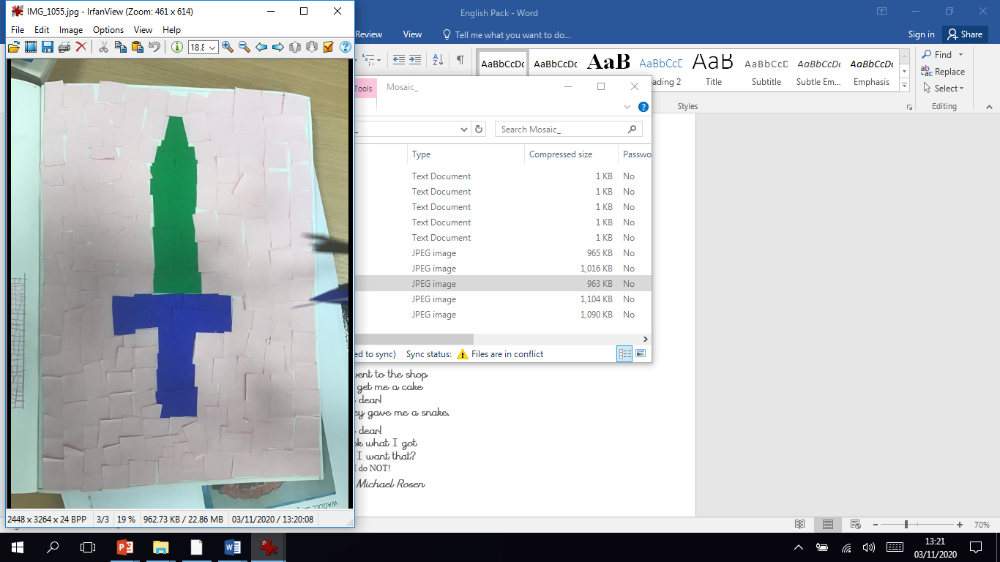 IMG_1055.jpg - IrfanView (Zoom: 461 x 614)
File Edit Image Options View Help
18.8
English Pack - Word
Review View Tell me what you want to do...
Sign in Share
AaBbCcDc AaBbCcDc AaB AaBbCcDc AaB AaBbCcD AaBbCcDc AaBbCcDc
ading 2 Title Subtitle Subtle Em... Emphasis
Styles
Find
Replace
Select
Editing
Tools Mosaic_
Search Mosaic_
Type Compressed size Passwo
Text Document 1 KB No
Text Document 1 KB No
Text Document 1 KB No
Text Document 1 KB No
Text Document 1 KB No
JPEG image 965 KB No
JPEG image 1,016 KB No
JPEG image 963 KB No
JPEG image 1,104 KB No
JPEG image 1,090 KB No
ed to sync) Sync status: Files are in conflict
went to the shop
get me a cake
dear!
ey gave me a snake.
dear!
ok what I got
I want that?
I do NOT!
Michael Rosen
WAGOLL
2448 x 3264 x 24 BPP 3/3 19 % 962.73 KB / 22.86 MB 03/11/2020 / 13:20:08
70%
13:21
03/11/2020